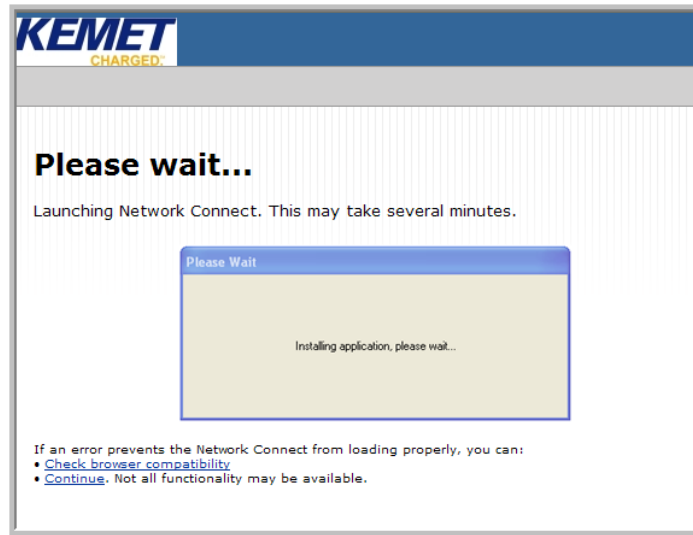 KEMET
CHARGED.
Please wait...
Launching Network Connect. This may take several minutes.
Please Wait
Installing application, please wait...
If an error prevents the Network Connect from loading properly, you can:
• Check browser compatibility
• Continue. Not all functionality may be available.